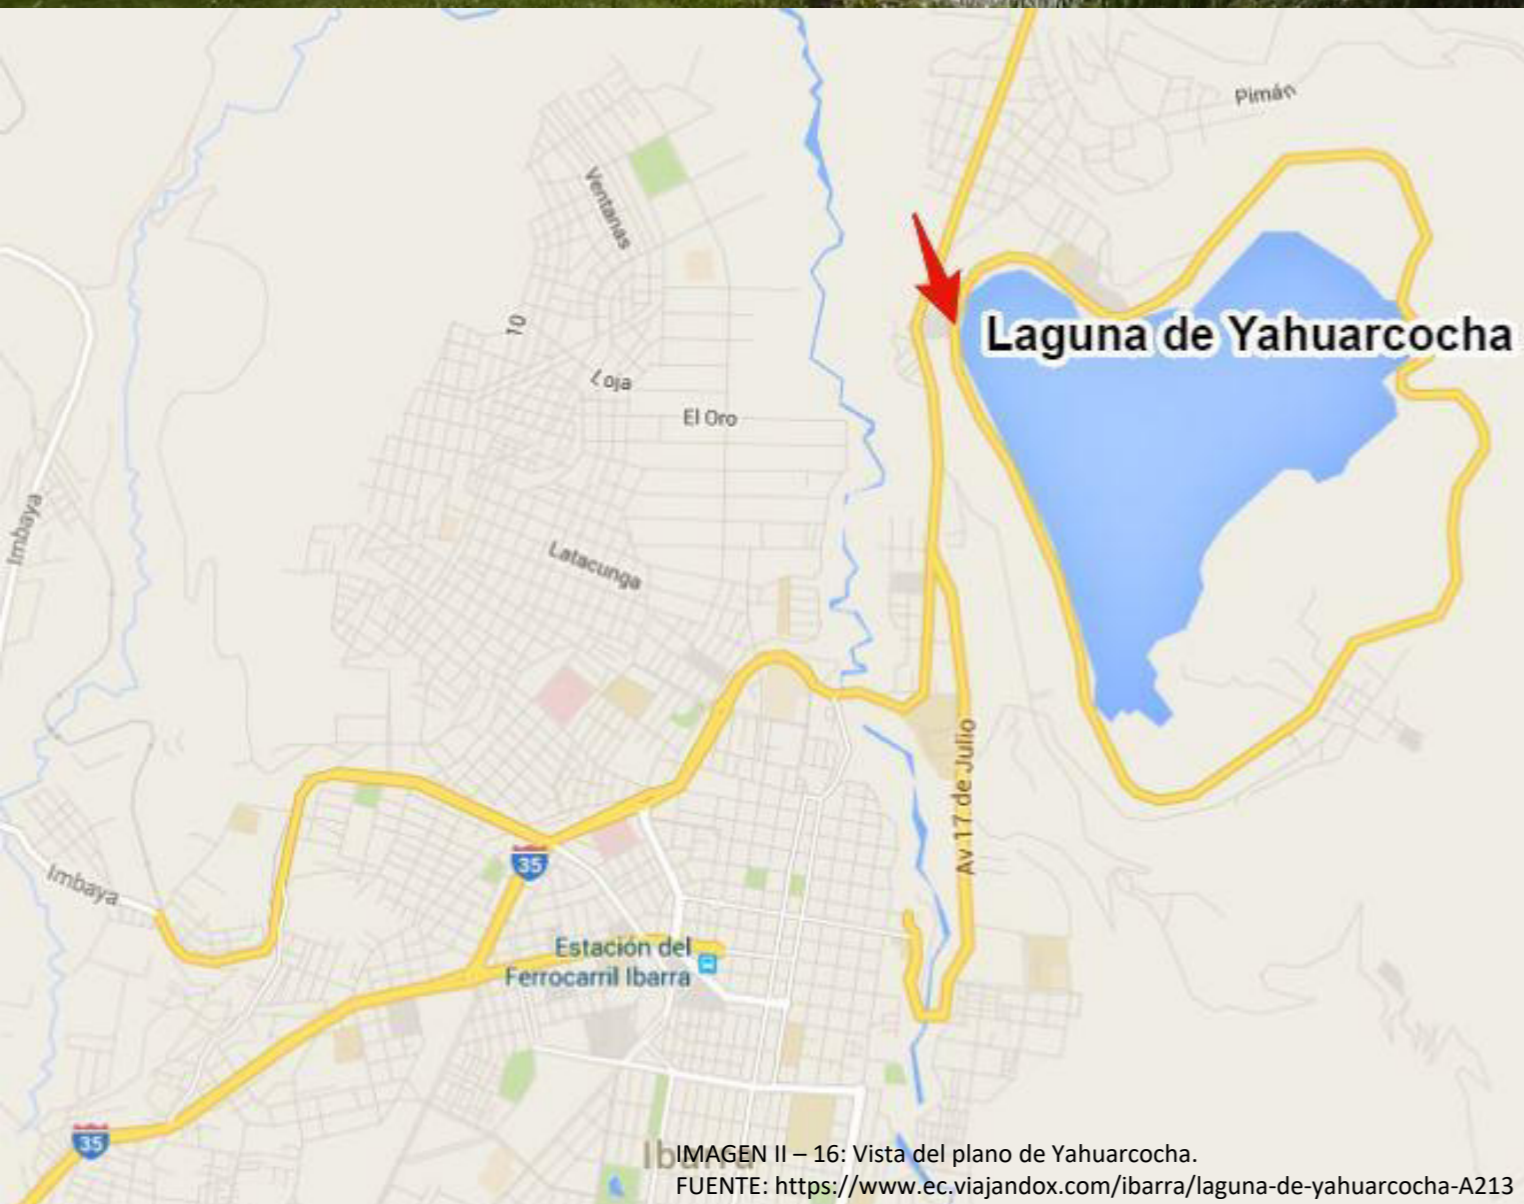 Pimán
Ventanas
10
Laguna de Yahuarcocha
Loja
El Oro
Imbaya
Latacunga
Av 17 de Julio
35
Imbaya
Estación del
Ferrocarril Ibarra
35
Ibarra
IMAGEN II – 16: Vista del plano de Yahuarcocha.
FUENTE: https://www.ec.viajandox.com/ibarra/laguna-de-yahuarcocha-A213